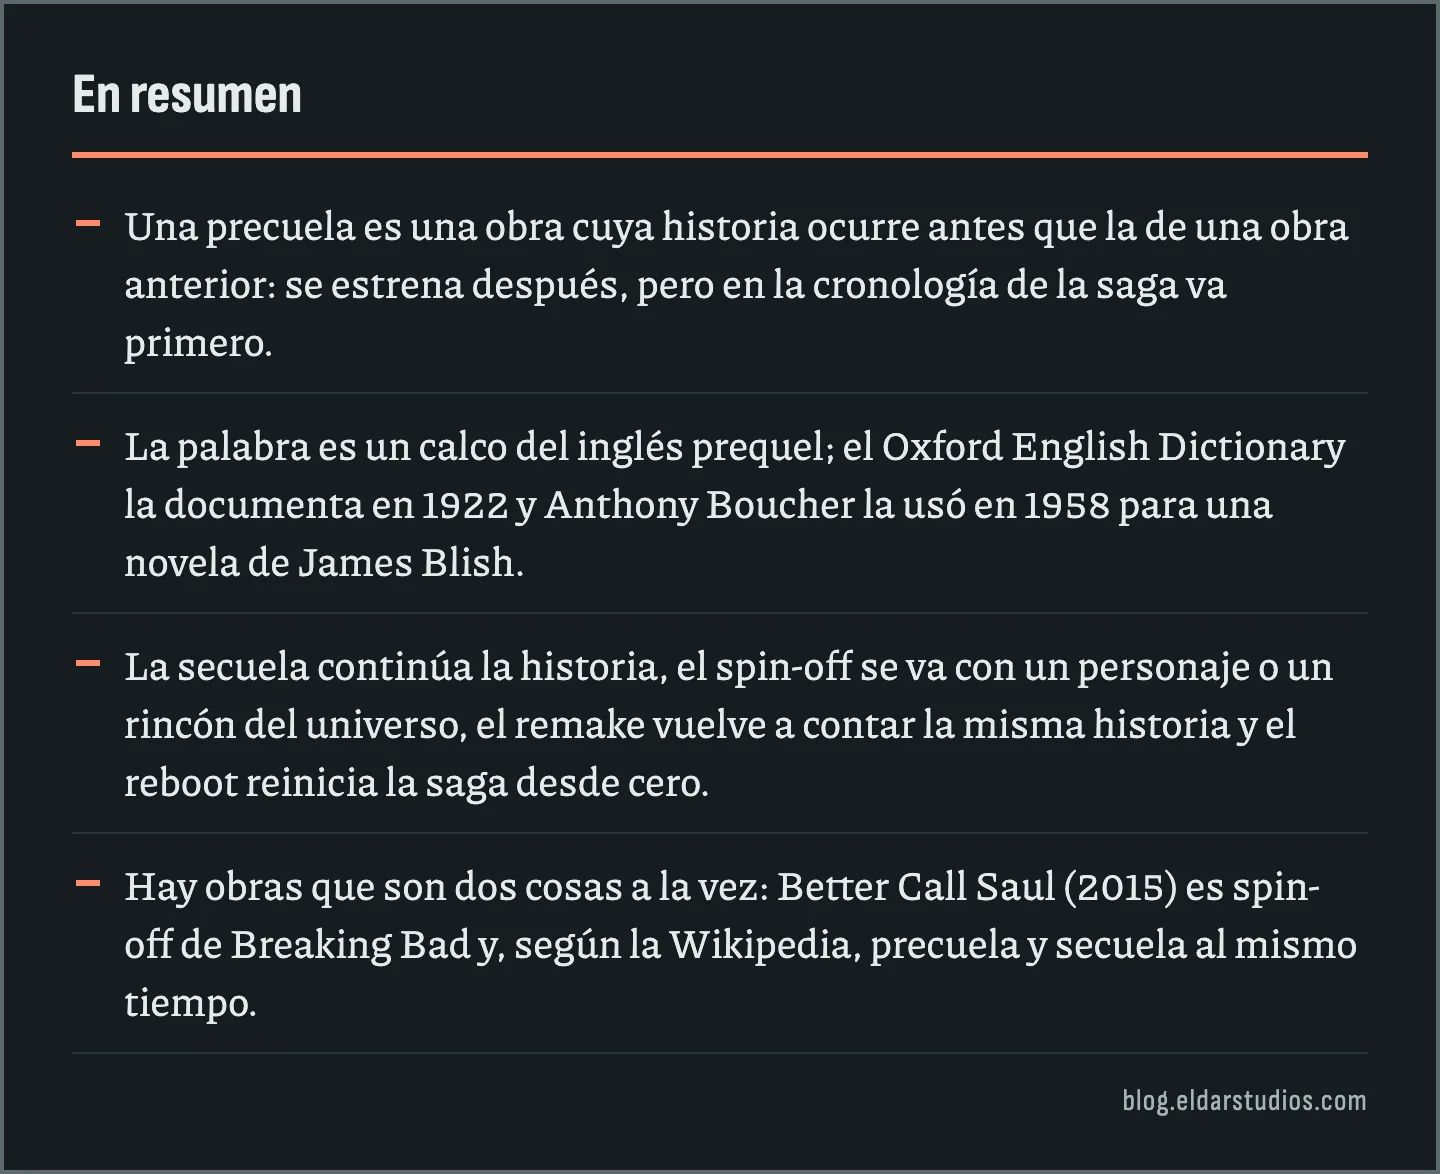 En resumen
Una precuela es una obra cuya historia ocurre antes que la de una obra
anterior: se estrena después, pero en la cronología de la saga va
primero.
La palabra es un calco del inglés prequel; el Oxford English Dictionary
la documenta en 1922 y Anthony Boucher la usó en 1958 para una
novela de James Blish.
La secuela continúa la historia, el spin-off se va con un personaje o un
rincón del universo, el remake vuelve a contar la misma historia y el
reboot reinicia la saga desde cero.
Hay obras que son dos cosas a la vez: Better Call Saul (2015) es spin-
off de Breaking Bad y, según la Wikipedia, precuela y secuela al mismo
tiempo.
blog.eldarstudios.com